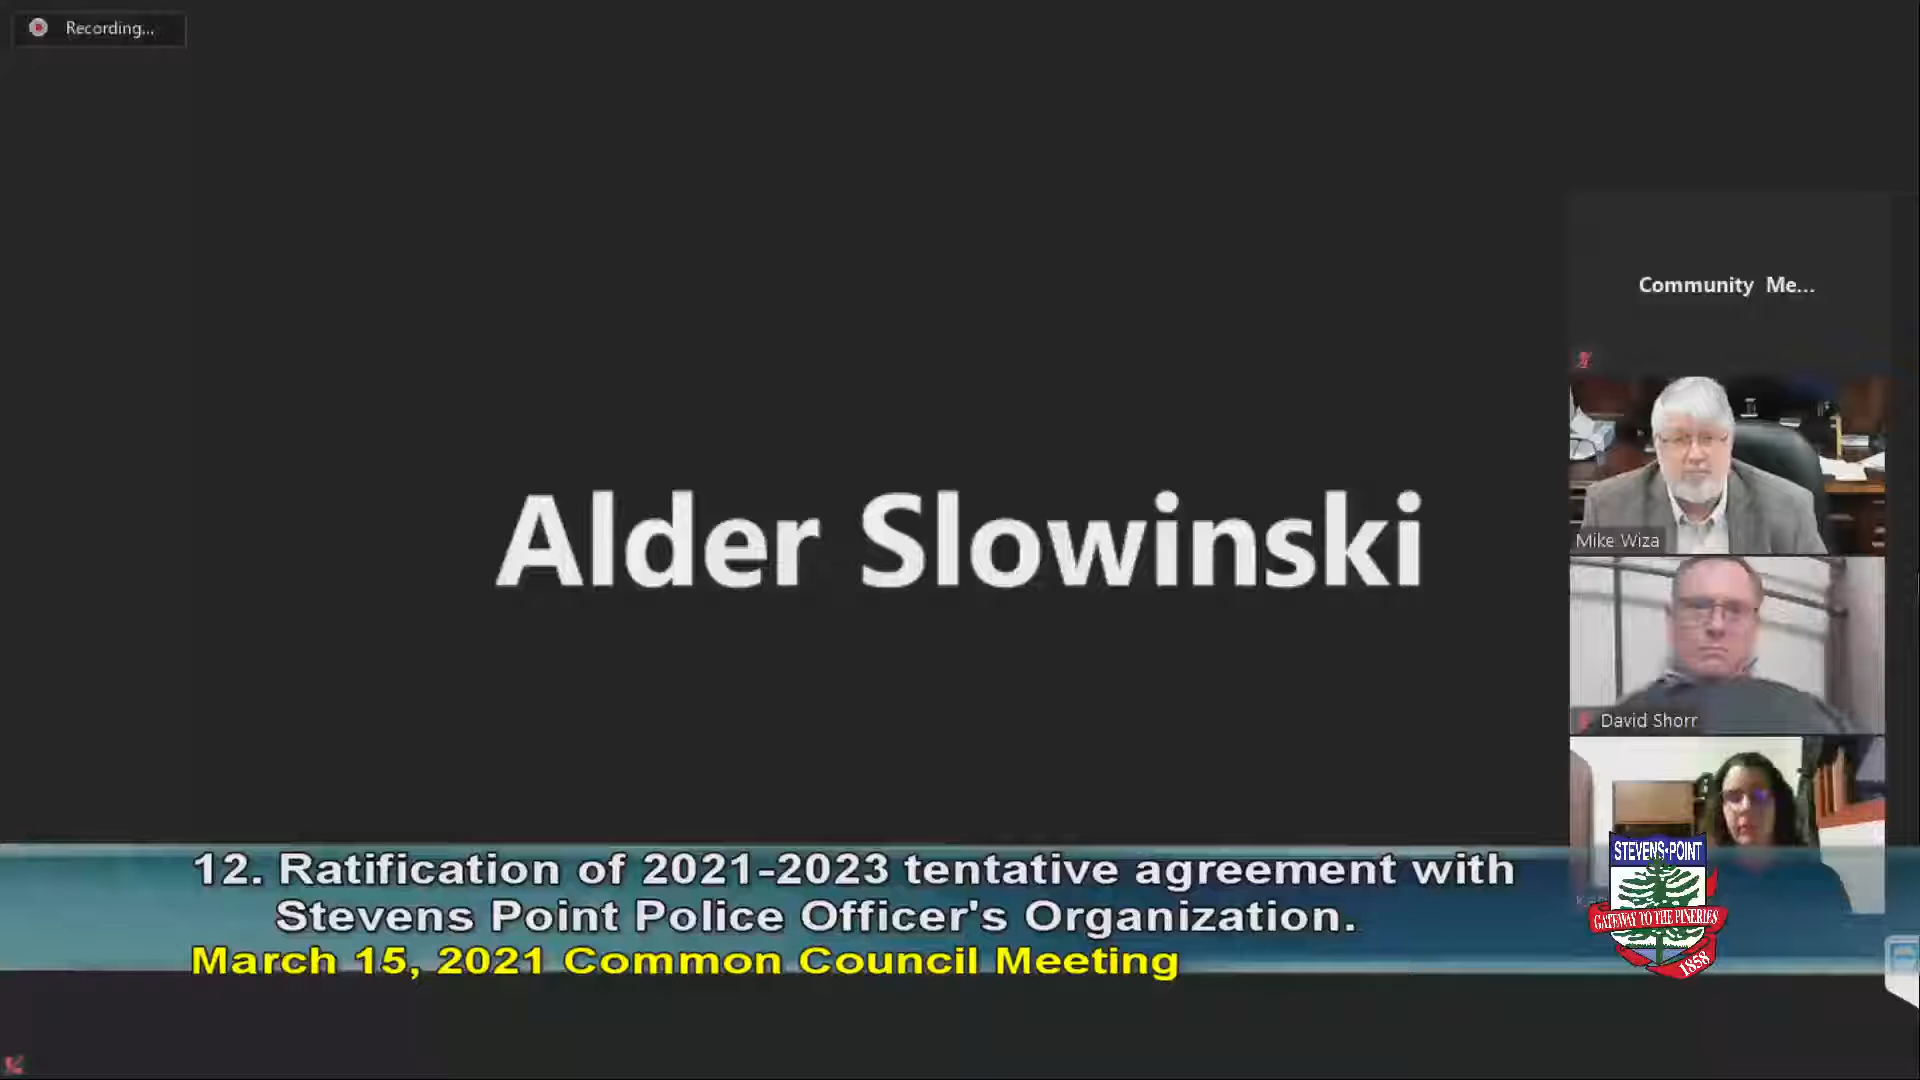 Recording...
Alder Slowinski
Community Me...
Mike Wiza
David Shorr
12. Ratification of 2021-2023 tentative agreement with
Stevens Point Police Officer's Organization.
March 15, 2021 Common Council Meeting
STEVENS·POINT
GATEWAY TO THE PINERIES
1858